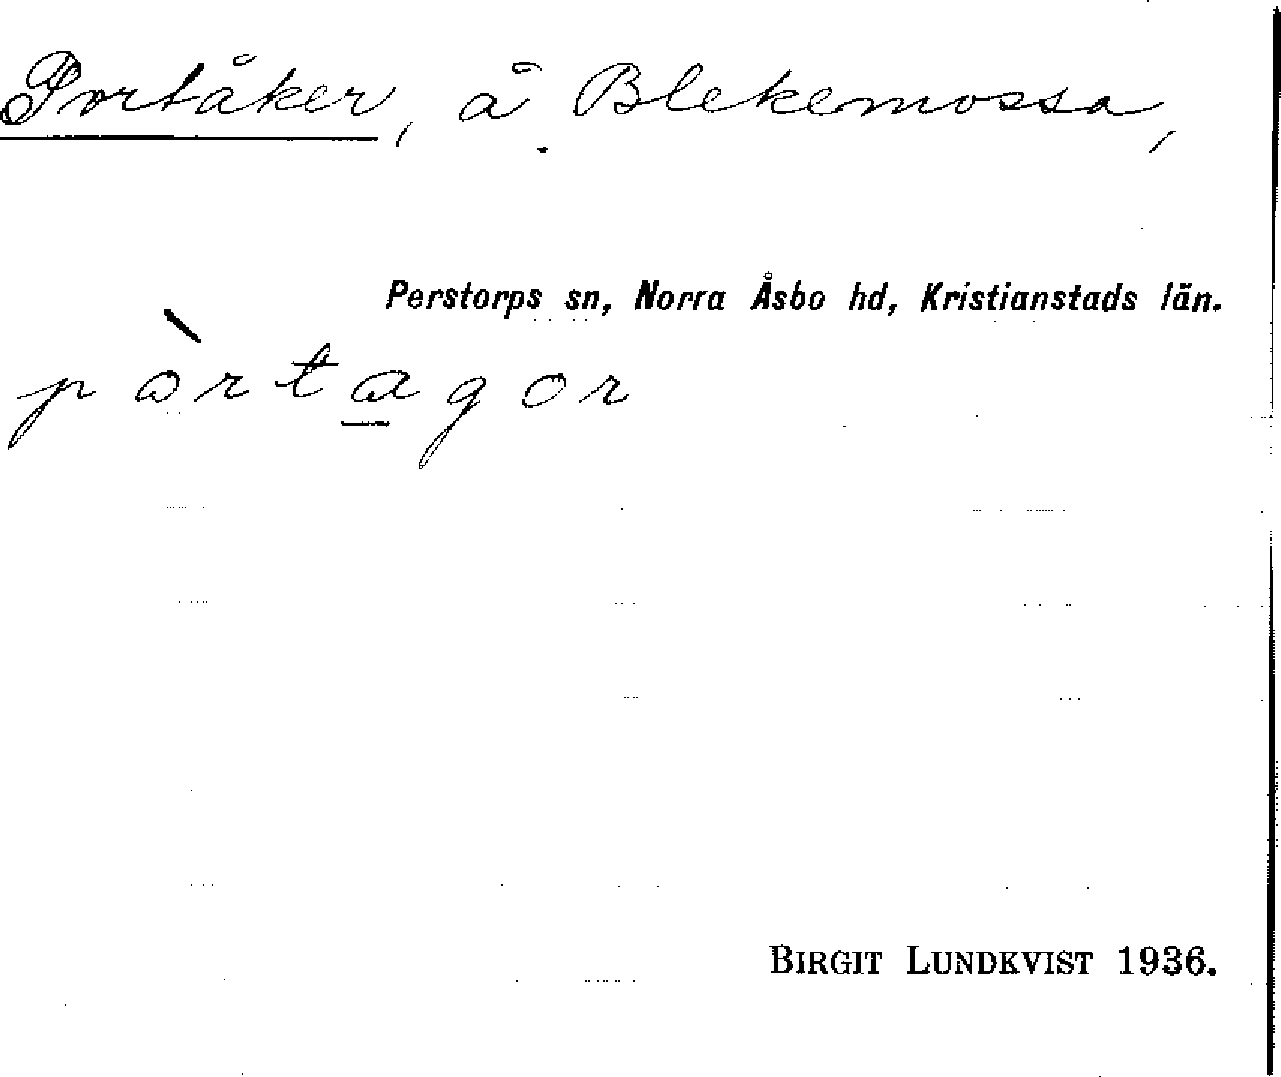 Portåker, å Blekemossa,
Perstorps sn, Norra Åsbo hd, Kristianstads län.
pòrtagor
BIRGIT LUNDKVIST 1936.